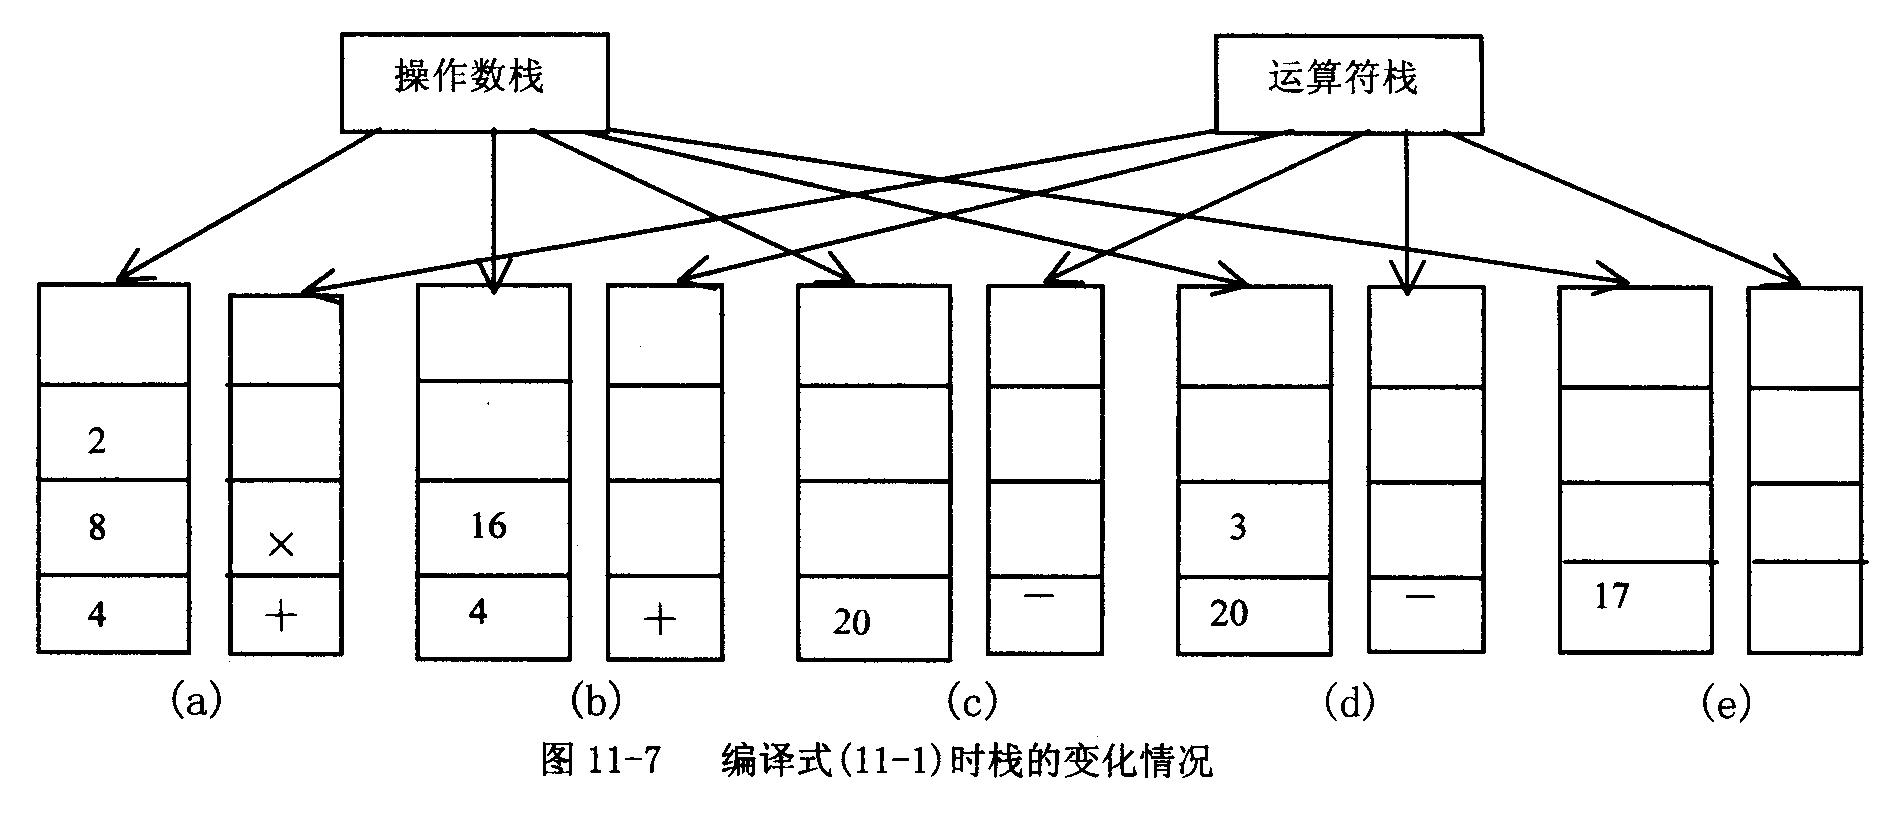 操作数栈 运算符栈
2
8 × 16 3
4 + 4 + 20 − 20 − 17
(a) (b) (c) (d) (e)
图 11-7 编译式(11-1)时栈的变化情况